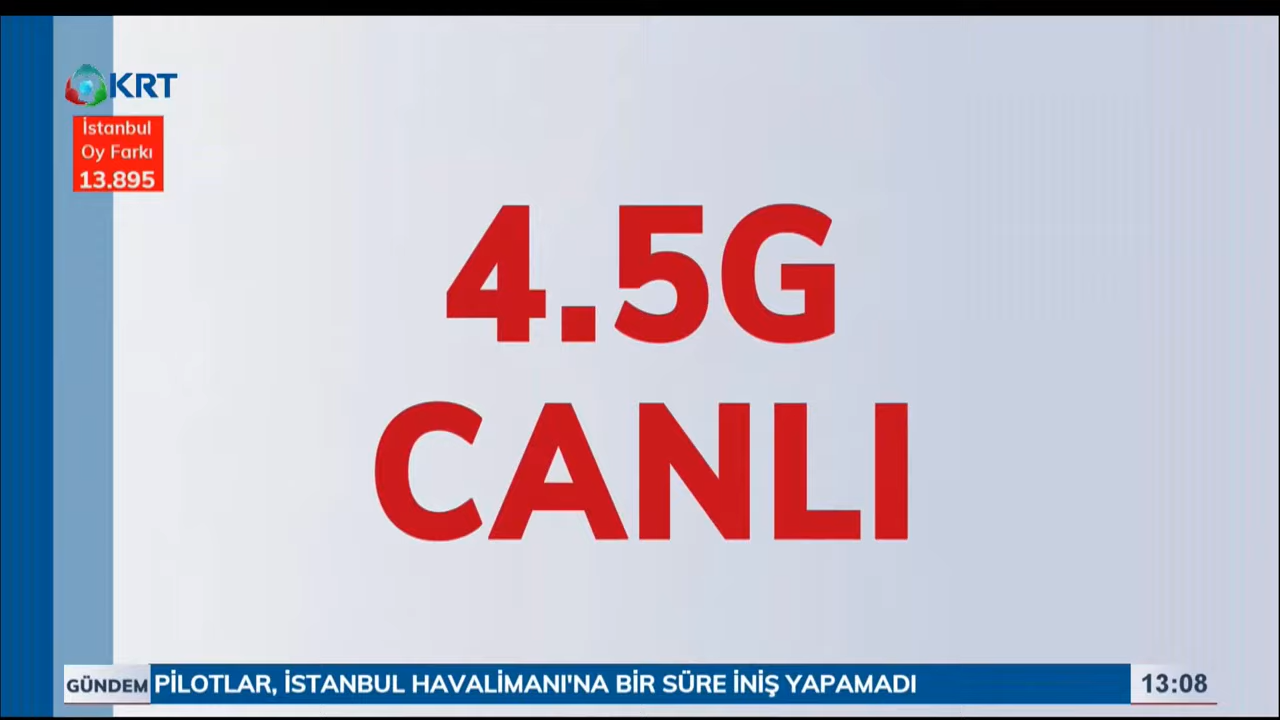 KRT
İstanbul
Oy Farkı
13.895
4.5G
CANLI
GÜNDEM PİLOTLAR, İSTANBUL HAVALİMANI'NA BİR SÜRE İNİŞ YAPAMADI 13:08